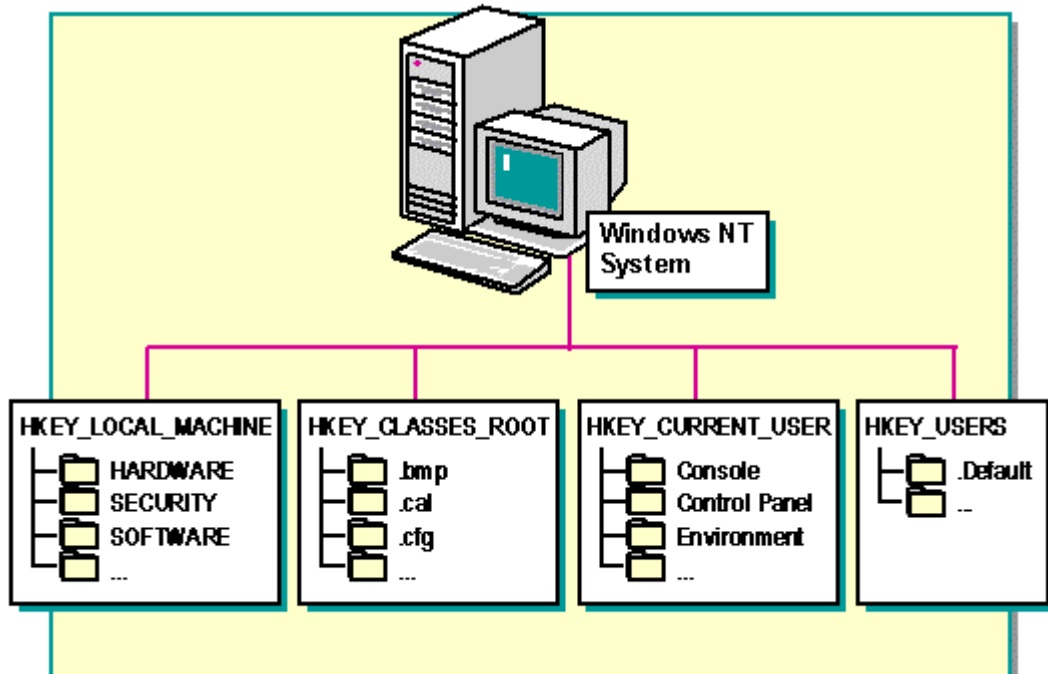 Windows NT
System
HKEY_LOCAL_MACHINE
HARDWARE
SECURITY
SOFTWARE
...
HKEY_CLASSES_ROOT
.bmp
.cal
.cfg
...
HKEY_CURRENT_USER
Console
Control Panel
Environment
...
HKEY_USERS
.Default
...